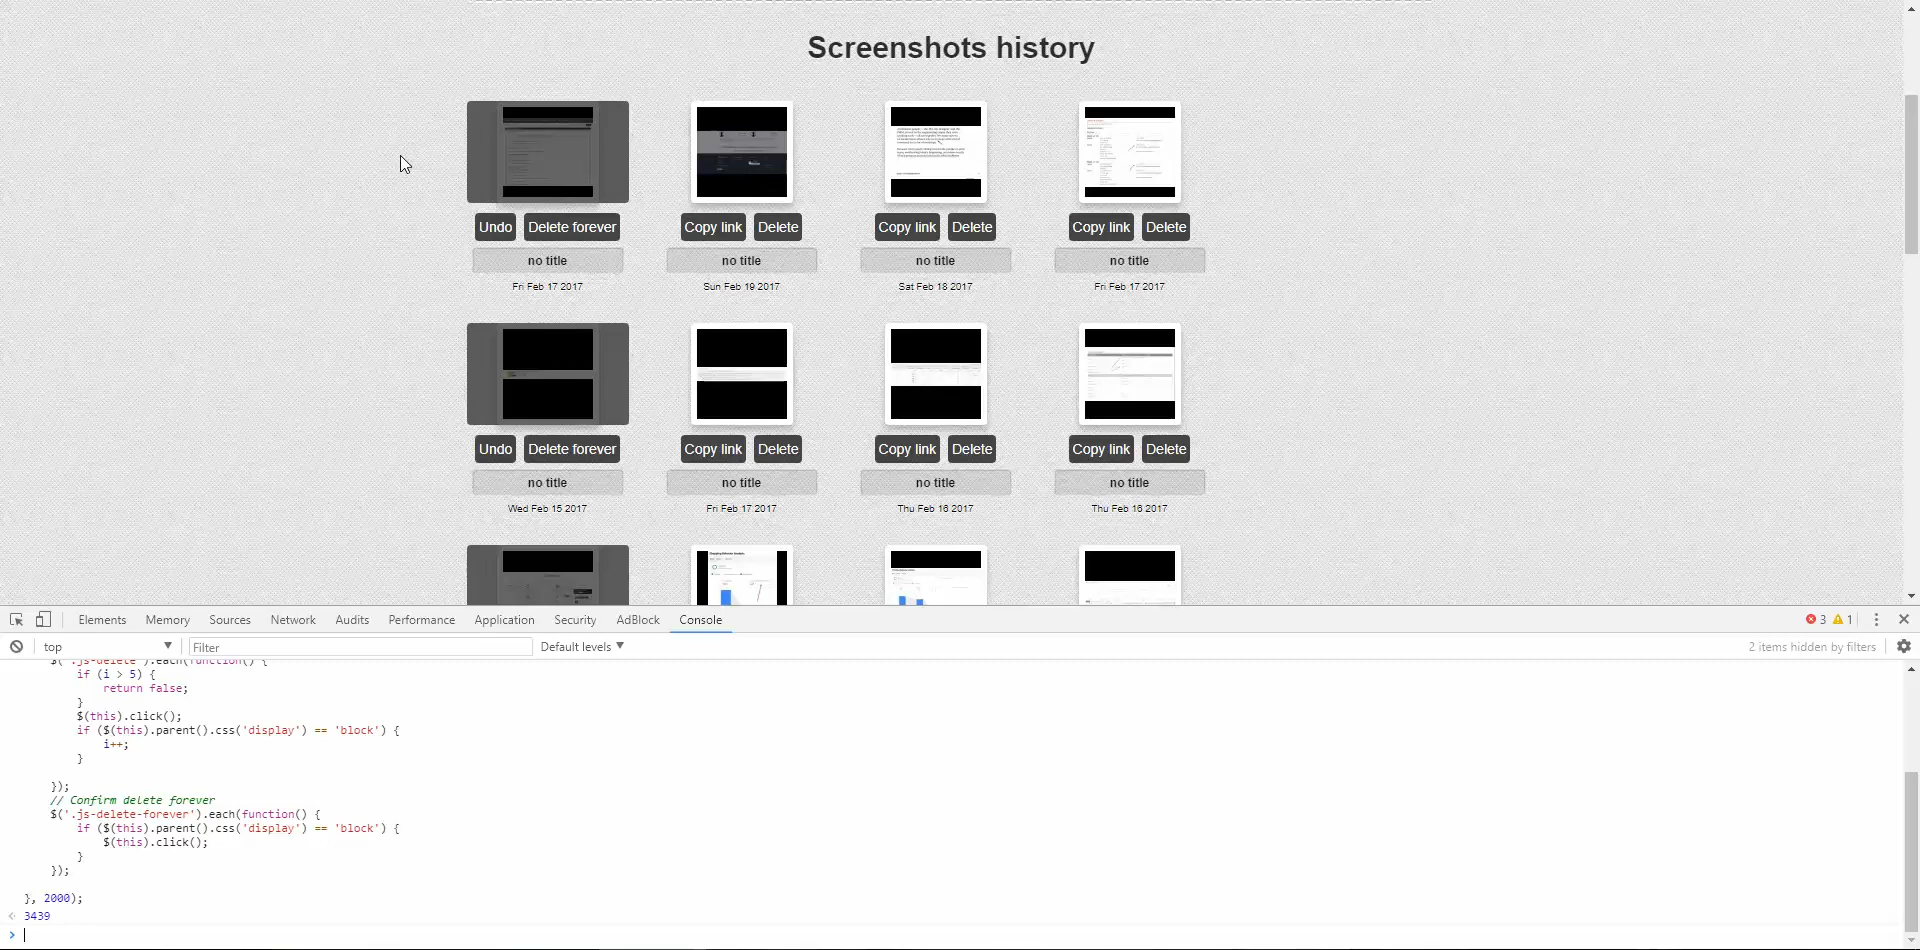 Screenshots history
Undo Delete forever Copy link Delete Copy link Delete Copy link Delete
no title no title no title no title
Fri Feb 17 2017 Sun Feb 19 2017 Sat Feb 18 2017 Fri Feb 17 2017
Undo Delete forever Copy link Delete Copy link Delete Copy link Delete
no title no title no title no title
Wed Feb 15 2017 Fri Feb 17 2017 Thu Feb 16 2017 Thu Feb 16 2017
Elements Memory Sources Network Audits Performance Application Security AdBlock Console 3 1
top Filter Default levels 2 items hidden by filters
$('.js-delete').each(function() {
if (i > 5) {
return false;
}
$(this).click();
if ($(this).parent().css('display') == 'block') {
i++;
}
});
// Confirm delete forever
$('.js-delete-forever').each(function() {
if ($(this).parent().css('display') == 'block') {
$(this).click();
}
});
}, 2000);
3439